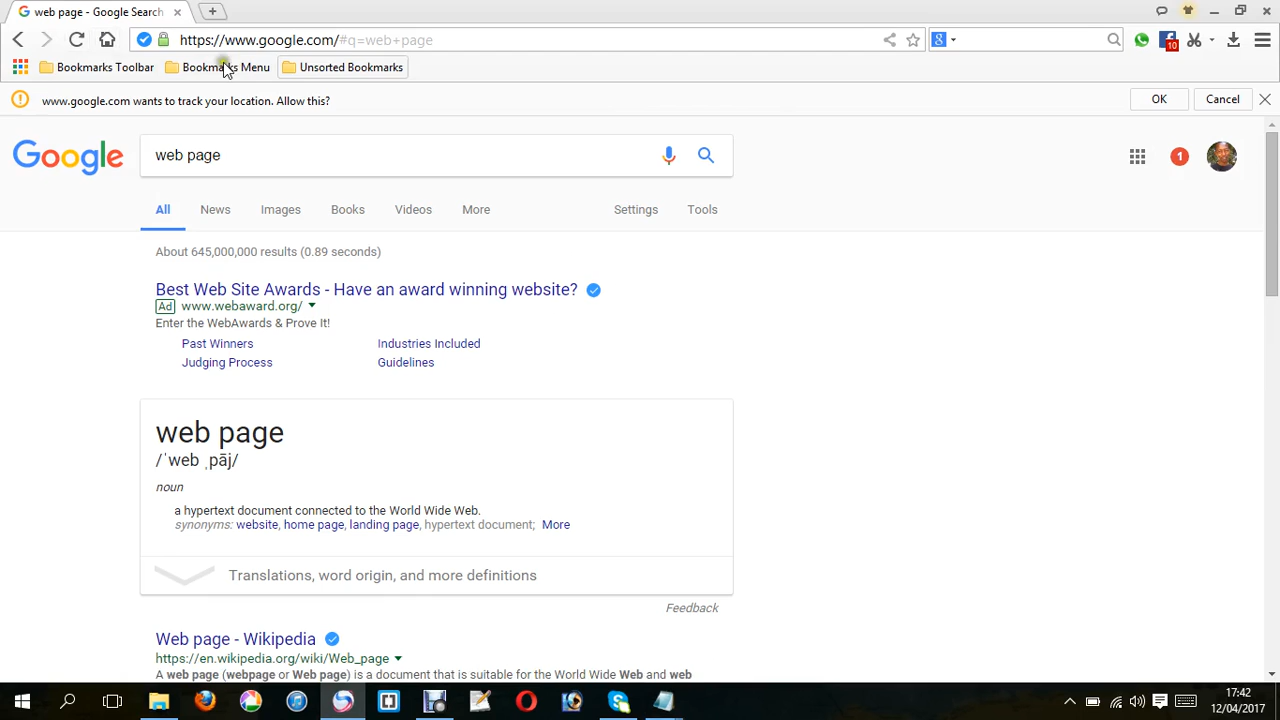 web page - Google Search
https://www.google.com/#q=web+page
10
Bookmarks Toolbar
Bookmarks Menu
Unsorted Bookmarks
www.google.com wants to track your location. Allow this?
OK
Cancel
Google
web page
1
All
News
Images
Books
Videos
More
Settings
Tools
About 645,000,000 results (0.89 seconds)
Best Web Site Awards - Have an award winning website?
Ad www.webaward.org/
Enter the WebAwards & Prove It!
Past Winners
Industries Included
Judging Process
Guidelines
web page
/ˈweb ˌpāj/
noun
a hypertext document connected to the World Wide Web.
synonyms: website, home page, landing page, hypertext document; More
Translations, word origin, and more definitions
Feedback
Web page - Wikipedia
https://en.wikipedia.org/wiki/Web_page
A web page (webpage or Web page) is a document that is suitable for the World Wide Web and web
17:42
12/04/2017